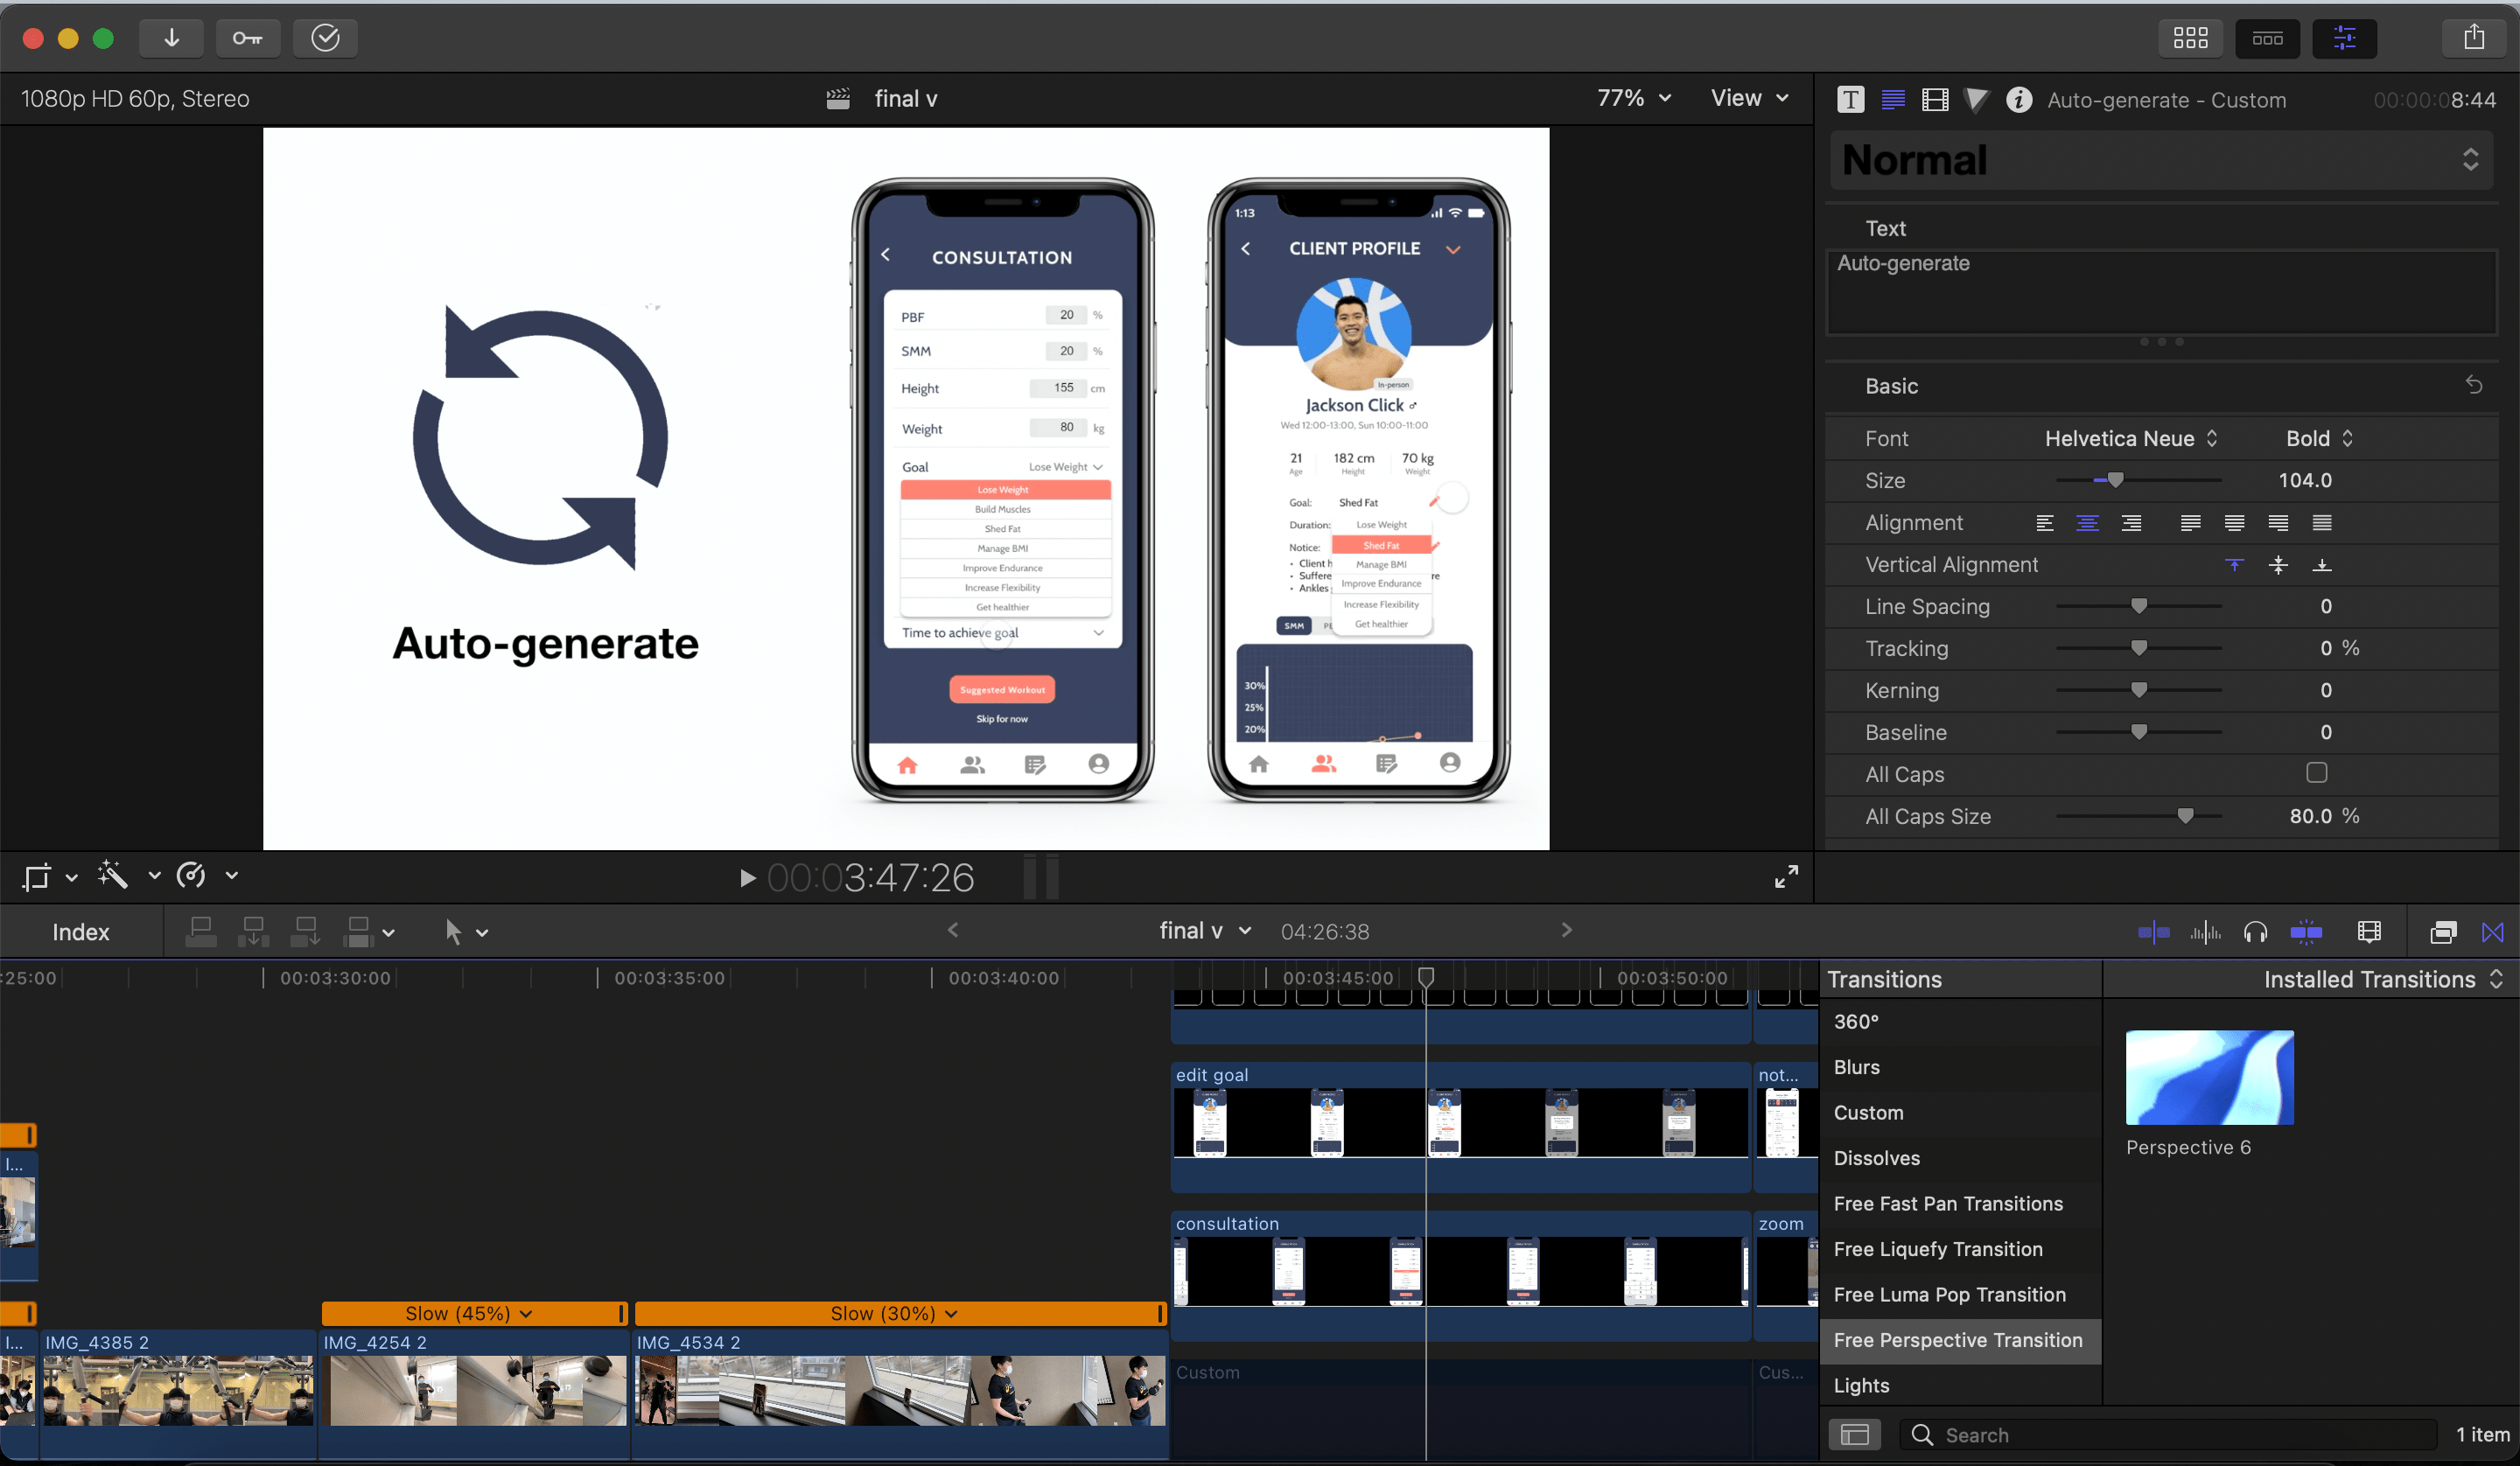 1080p HD 60p, Stereo
final v
77%
View
Auto-generate - Custom
00:00:08:44
Normal
Text
Auto-generate
Basic
Font
Helvetica Neue
Bold
Size
104.0
Alignment
Vertical Alignment
Line Spacing
0
Tracking
0 %
Kerning
0
Baseline
0
All Caps
All Caps Size
80.0 %
Auto-generate
CONSULTATION
PBF
20 %
SMM
20 %
Height
155 cm
Weight
80 kg
Goal
Lose Weight
Lose Weight
Build Muscles
Shed Fat
Manage BMI
Improve Endurance
Increase Flexibility
Get healthier
Time to achieve goal
Suggested Workout
Skip for now
1:13
CLIENT PROFILE
In-person
Jackson Click ♂
Wed 12:00-13:00, Sun 10:00-11:00
21
182 cm
70 kg
Age
Height
Weight
Goal:
Shed Fat
Duration:
Lose Weight
Notice:
Shed Fat
Manage BMI
Improve Endurance
Increase Flexibility
Get healthier
• Client h
• Suffere
re
• Ankles
SMM
30%
25%
20%
00:00:03:47:26
Index
final v
04:26:38
:25:00
00:00:03:30:00
00:00:03:35:00
00:00:03:40:00
00:00:03:45:00
00:00:03:50:00
edit goal
not...
consultation
zoom
Custom
Cus...
I...
Slow (45%)
Slow (30%)
I...
IMG_4385 2
IMG_4254 2
IMG_4534 2
Transitions
Installed Transitions
360°
Blurs
Custom
Dissolves
Free Fast Pan Transitions
Free Liquefy Transition
Free Luma Pop Transition
Free Perspective Transition
Lights
Perspective 6
Search
1 item